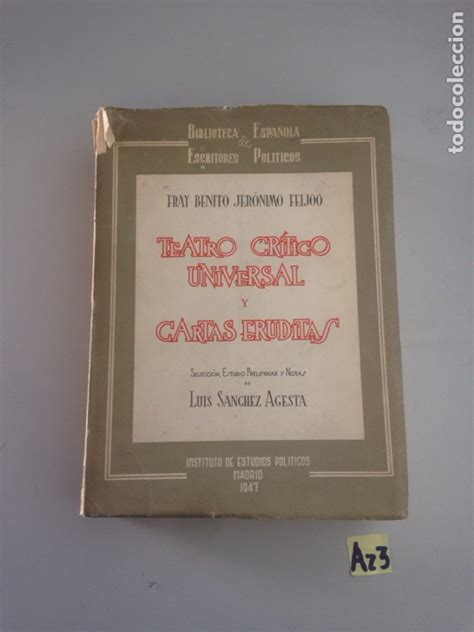 Biblioteca Española
de
Escritores Politicos
Fray Benito Jerónimo Feijoo
Teatro Crítico
Universal
y
Cartas Eruditas
Selección, Estudio Preliminar y Notas
de
Luis Sanchez Agesta
Instituto de Estudios Politicos
Madrid
1947
Az3
todocoleccion